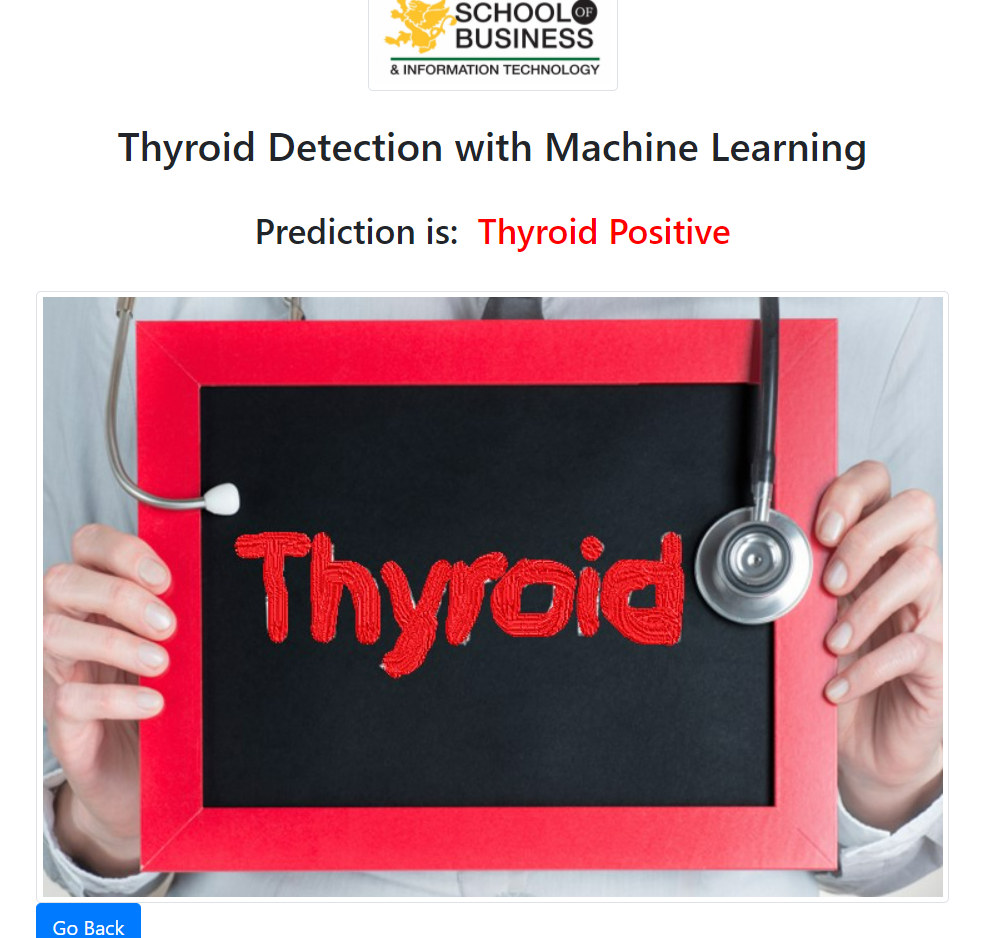 SCHOOL OF
BUSINESS
& INFORMATION TECHNOLOGY
Thyroid Detection with Machine Learning
Prediction is: Thyroid Positive
Thyroid
Go Back